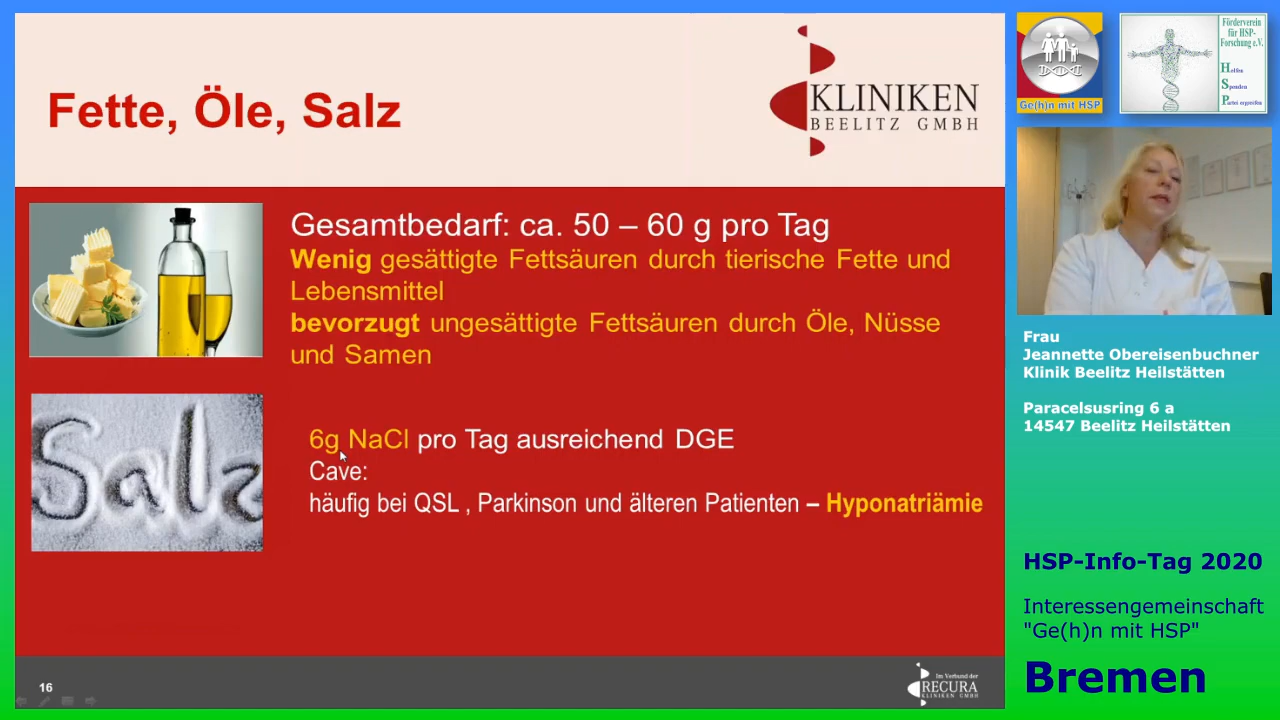 Fette, Öle, Salz
KLINIKEN
BEELITZ GMBH
Gesamtbedarf: ca. 50 – 60 g pro Tag
Wenig gesättigte Fettsäuren durch tierische Fette und
Lebensmittel
bevorzugt ungesättigte Fettsäuren durch Öle, Nüsse
und Samen
Salz
6g NaCl pro Tag ausreichend DGE
Cave:
häufig bei QSL , Parkinson und älteren Patienten – Hyponatriämie
16
Im Verbund der
RECURA
KLINIKEN GMBH
Ge(h)n mit HSP
Förderverein
für HSP-
Forschung e.V.
Helfen
Spenden
Partei ergreifen
Frau
Jeannette Obereisenbuchner
Klinik Beelitz Heilstätten
Paracelsusring 6 a
14547 Beelitz Heilstätten
HSP-Info-Tag 2020
Interessengemeinschaft
"Ge(h)n mit HSP"
Bremen